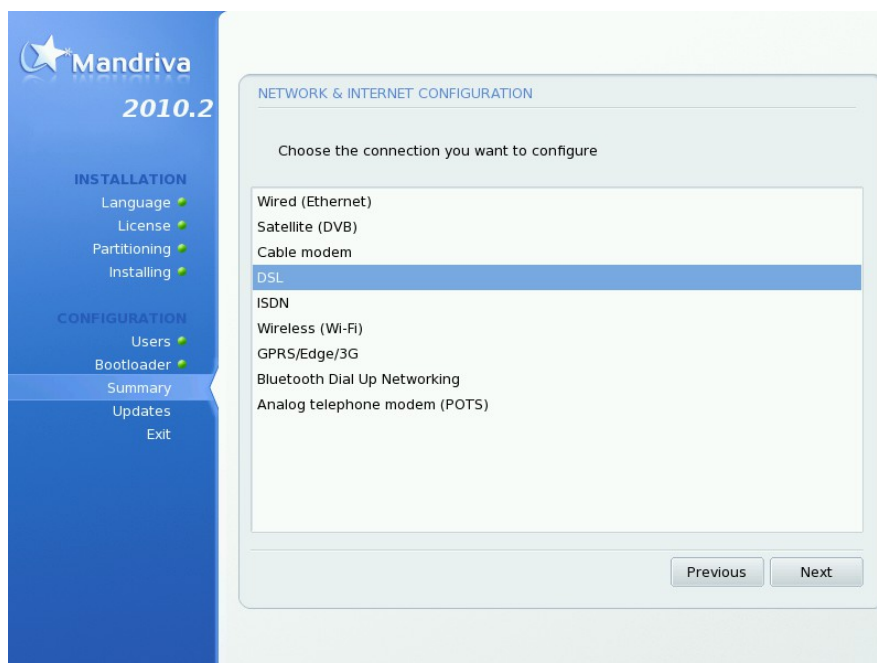 Mandriva
2010.2
INSTALLATION
Language
License
Partitioning
Installing
CONFIGURATION
Users
Bootloader
Summary
Updates
Exit
NETWORK & INTERNET CONFIGURATION
Choose the connection you want to configure
Wired (Ethernet)
Satellite (DVB)
Cable modem
DSL
ISDN
Wireless (Wi-Fi)
GPRS/Edge/3G
Bluetooth Dial Up Networking
Analog telephone modem (POTS)
Previous
Next